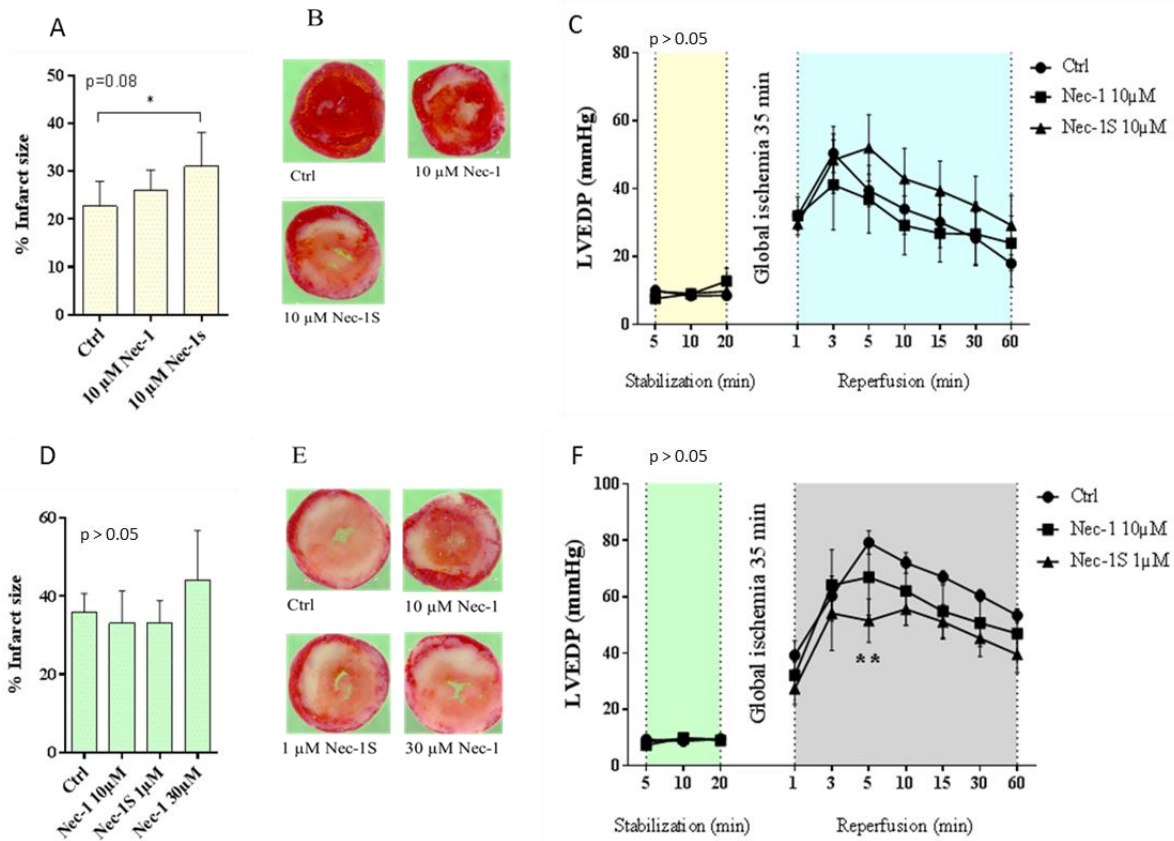 A
p=0.08
*
% Infarct size
50
40
30
20
10
0
Ctrl
10 µM Nec-1
10 µM Nec-1s
B
Ctrl
10 µM Nec-1
10 µM Nec-1S
C
p > 0.05
LVEDP (mmHg)
80
60
40
20
0
Global ischemia 35 min
5 10 20
1 3 5 10 15 30 60
Stabilization (min)
Reperfusion (min)
Ctrl
Nec-1 10µM
Nec-1S 10µM
D
p > 0.05
% Infarct size
60
40
20
0
Ctrl
Nec-1 10µM
Nec-1S 1µM
Nec-1 30µM
E
Ctrl
10 µM Nec-1
1 µM Nec-1S
30 µM Nec-1
F
p > 0.05
LVEDP (mmHg)
100
80
60
40
20
0
Global ischemia 35 min
**
5 10 20
1 3 5 10 15 30 60
Stabilization (min)
Reperfusion (min)
Ctrl
Nec-1 10µM
Nec-1S 1µM